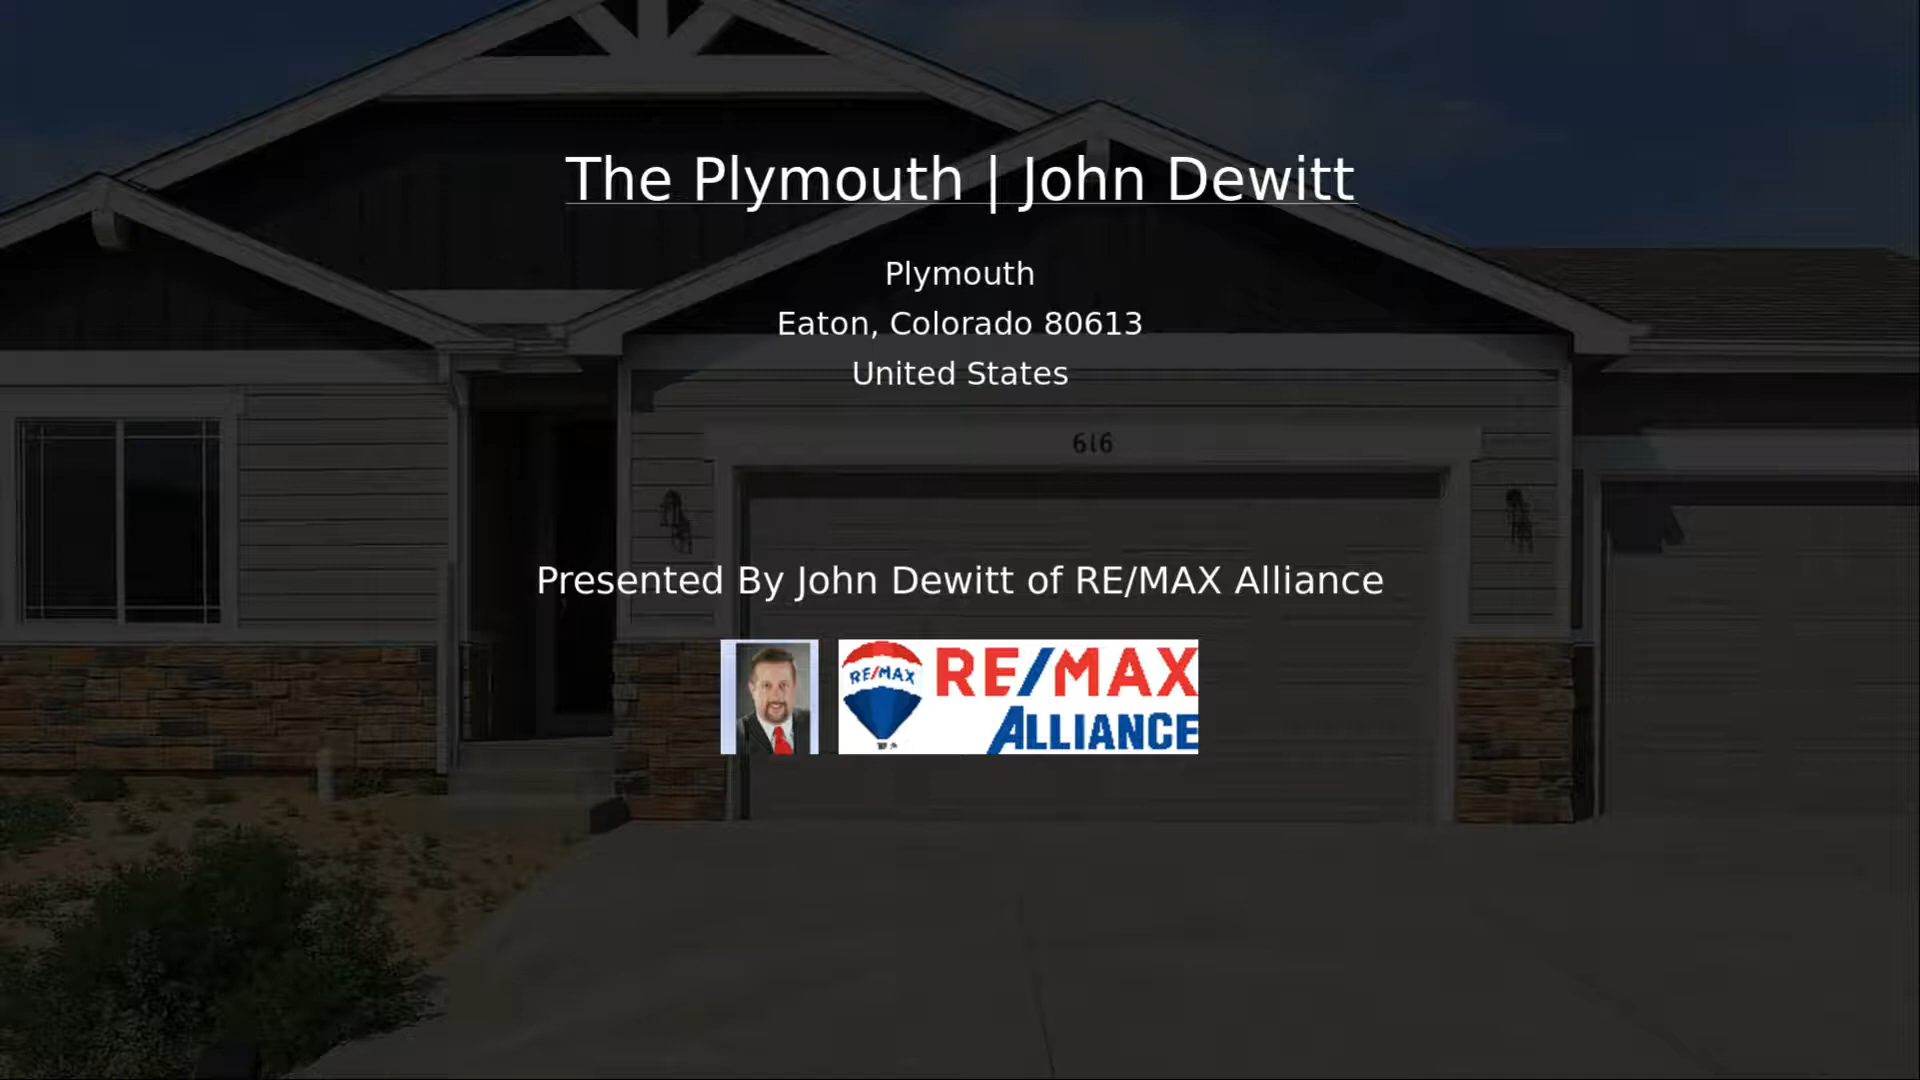 The Plymouth | John Dewitt
Plymouth
Eaton, Colorado 80613
United States
616
Presented By John Dewitt of RE/MAX Alliance
RE/MAX
RE/MAX
ALLIANCE